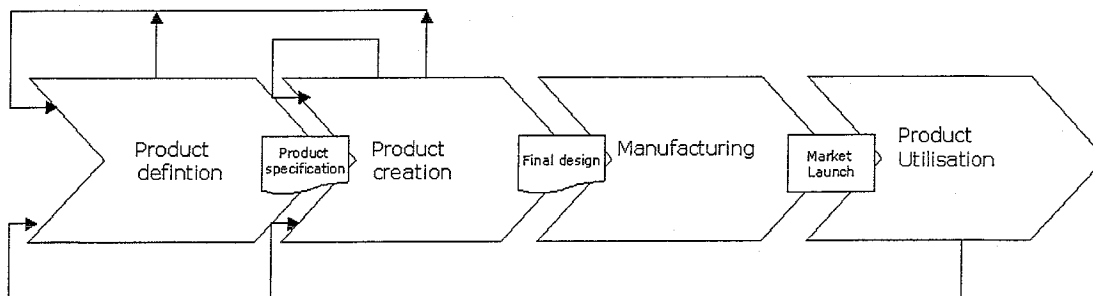 Product
defintion
Product
specification
Product
creation
Final design
Manufacturing
Market
Launch
Product
Utilisation